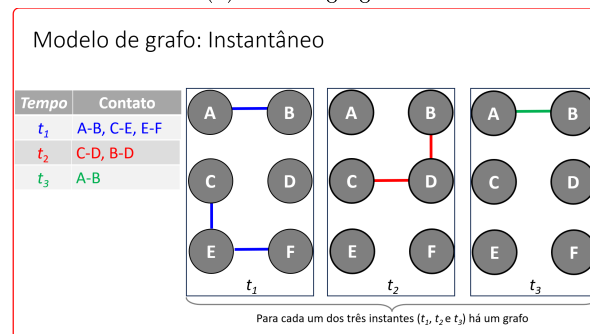 Modelo de grafo: Instantâneo
Tempo Contato
t1 A-B, C-E, E-F
t2 C-D, B-D
t3 A-B
A B
C D
E F
t1
A B
C D
E F
t2
A B
C D
E F
t3
Para cada um dos três instantes (t1, t2 e t3) há um grafo